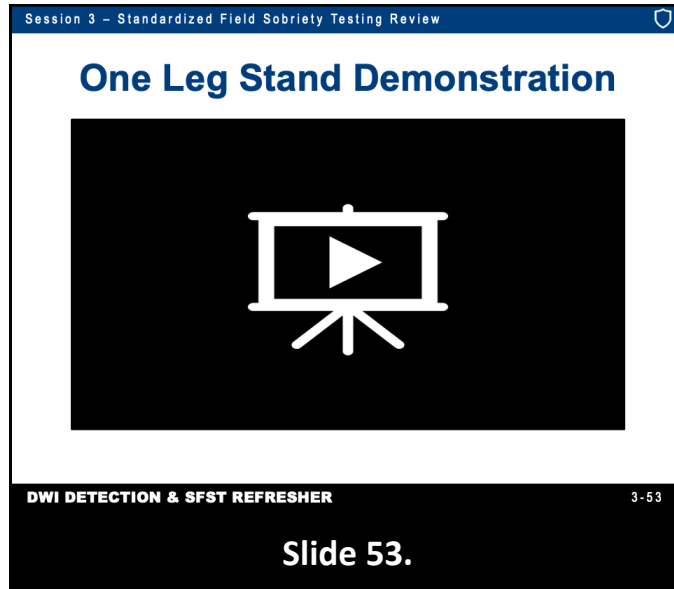 Session 3 – Standardized Field Sobriety Testing Review
One Leg Stand Demonstration
DWI DETECTION & SFST REFRESHER
3-53
Slide 53.